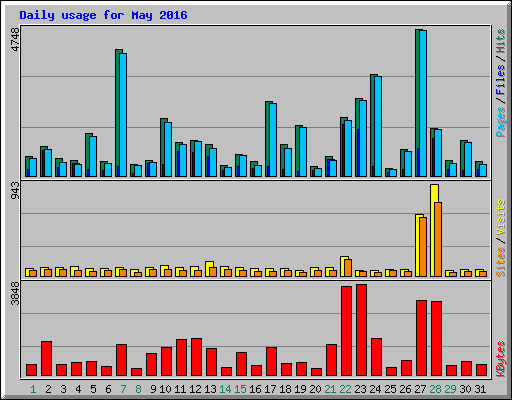 Daily usage for May 2016
4748
Pages / Files / Hits
943
Sites / Visits
3848
KBytes
1 2 3 4 5 6 7 8 9 10 11 12 13 14 15 16 17 18 19 20 21 22 23 24 25 26 27 28 29 30 31